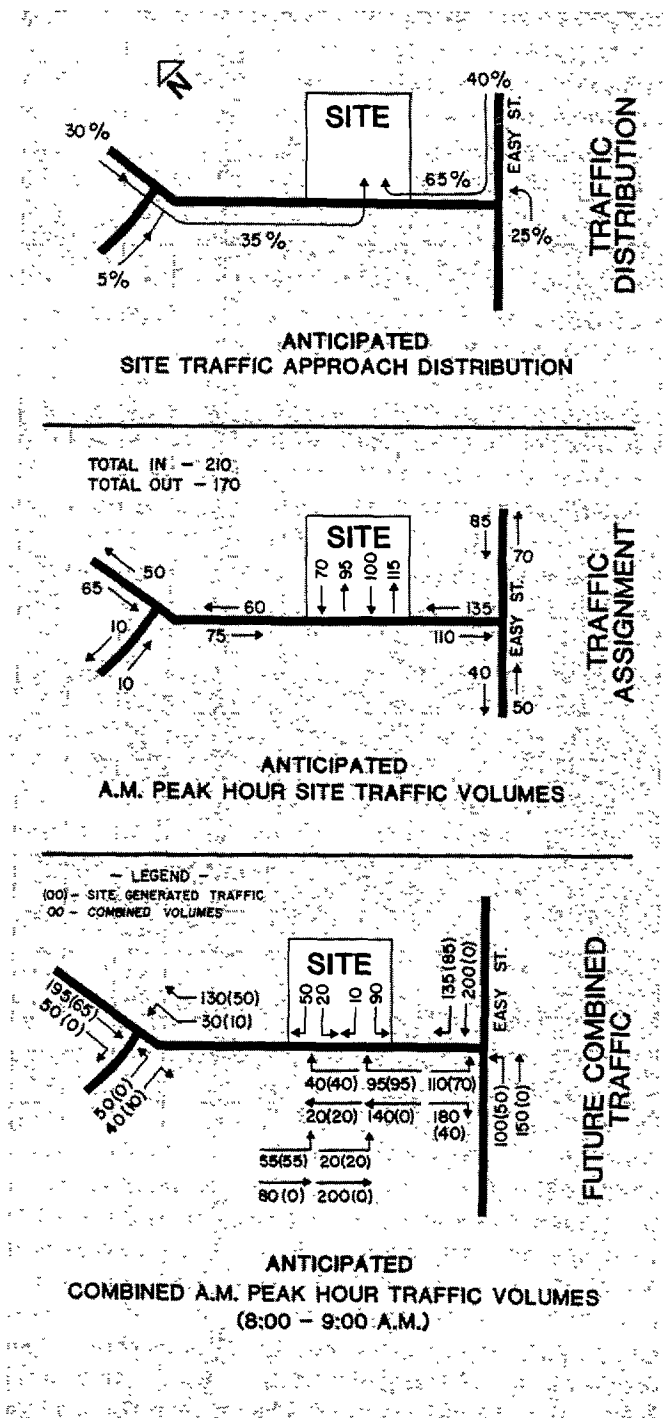 N
SITE
40%
EASY ST.
30%
65%
35%
25%
5%
TRAFFIC
DISTRIBUTION
ANTICIPATED
SITE TRAFFIC APPROACH DISTRIBUTION
TOTAL IN - 210
TOTAL OUT - 170
SITE
70 95 100 115
85
70
50
65
10
10
60
75
135
110
EASY ST.
40
50
TRAFFIC
ASSIGNMENT
ANTICIPATED
A.M. PEAK HOUR SITE TRAFFIC VOLUMES
- LEGEND -
(00) - SITE GENERATED TRAFFIC
00 - COMBINED VOLUMES
SITE
50 20 10 90
135(85)
200(0)
EASY ST.
195(65)
50(0)
130(50)
30(10)
50(0)
40(10)
40(40) 95(95) 110(70)
20(20) 140(0) 180
(40)
55(55) 20(20)
80(0) 200(0)
100(50)
150(0)
FUTURE COMBINED
TRAFFIC
ANTICIPATED
COMBINED A.M. PEAK HOUR TRAFFIC VOLUMES
(8:00 - 9:00 A.M.)